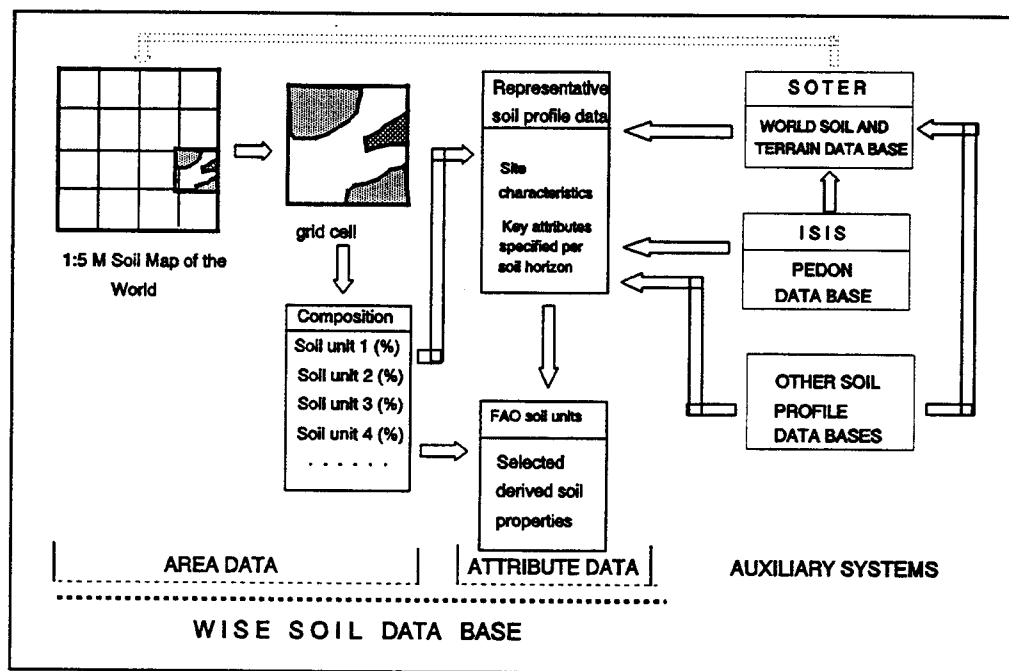 1:5 M Soil Map of the
World
grid cell
Composition
Soil unit 1 (%)
Soil unit 2 (%)
Soil unit 3 (%)
Soil unit 4 (%)
. . . . . .
Representative
soil profile data
Site
characteristics
Key attributes
specified per
soil horizon
FAO soil units
Selected
derived soil
properties
SOTER
WORLD SOIL AND
TERRAIN DATA BASE
ISIS
PEDON
DATA BASE
OTHER SOIL
PROFILE
DATA BASES
AREA DATA
ATTRIBUTE DATA
AUXILIARY SYSTEMS
WISE SOIL DATA BASE